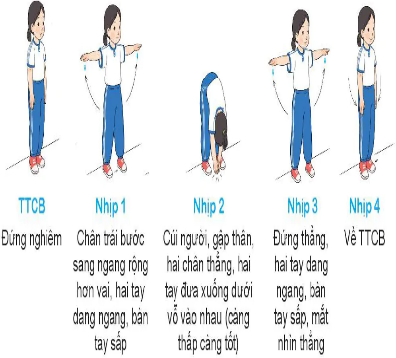 TTCB
Đứng nghiêm
Nhịp 1
Chân trái bước
sang ngang rộng
hơn vai, hai tay
dang ngang, bàn
tay sấp
Nhịp 2
Cúi người, gập thân,
hai chân thẳng, hai
tay đưa xuống dưới
vỗ vào nhau (càng
thấp càng tốt)
Nhịp 3
Đứng thẳng,
hai tay dang
ngang, bàn
tay sấp, mắt
nhìn thẳng
Nhịp 4
Về TTCB